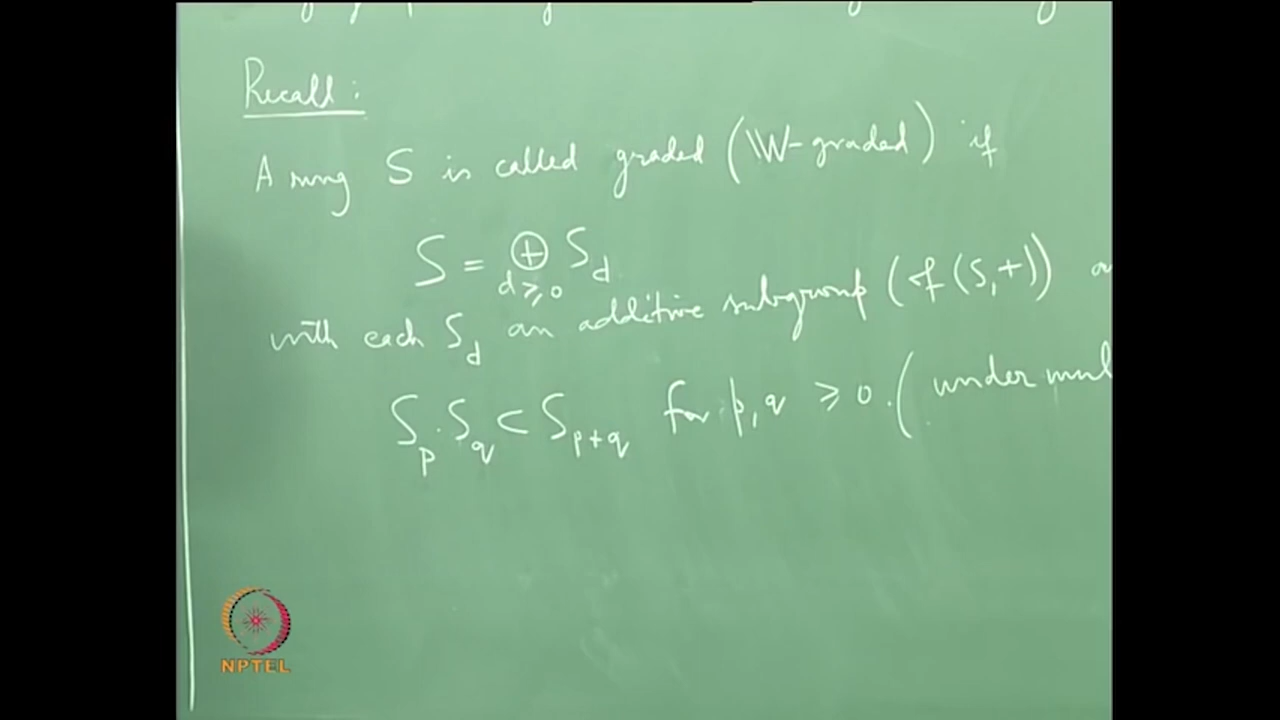 Recall:
A ring S is called graded (𝕎-graded) if
S = ⊕ S_d
d ≥ 0
with each S_d an additive subgroup (of (S,+))
S_p . S_q ⊂ S_{p+q} for p, q ≥ 0. (under mul
NPTEL